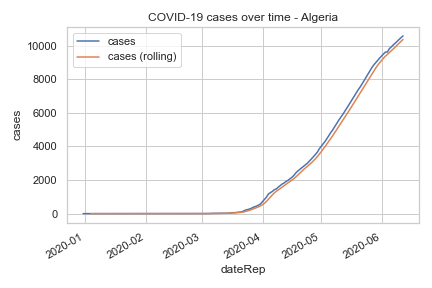 COVID-19 cases over time - Algeria
cases
cases (rolling)
10000
8000
6000
4000
2000
0
cases
2020-01
2020-02
2020-03
2020-04
2020-05
2020-06
dateRep